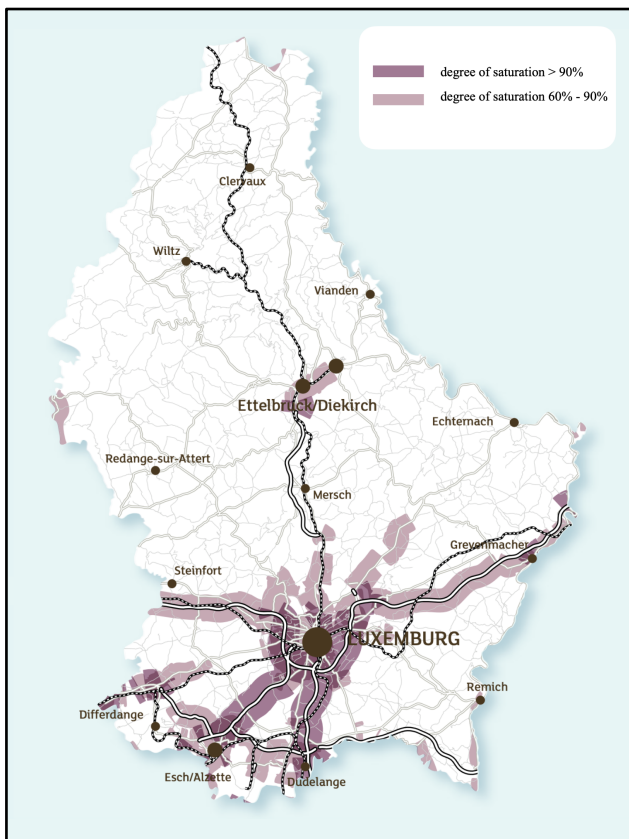 degree of saturation > 90%
degree of saturation 60% - 90%
Clervaux
Wiltz
Vianden
Ettelbruck/Diekirch
Echternach
Redange-sur-Attert
Mersch
Grevenmacher
Steinfort
LUXEMBURG
Remich
Differdange
Esch/Alzette
Dudelange